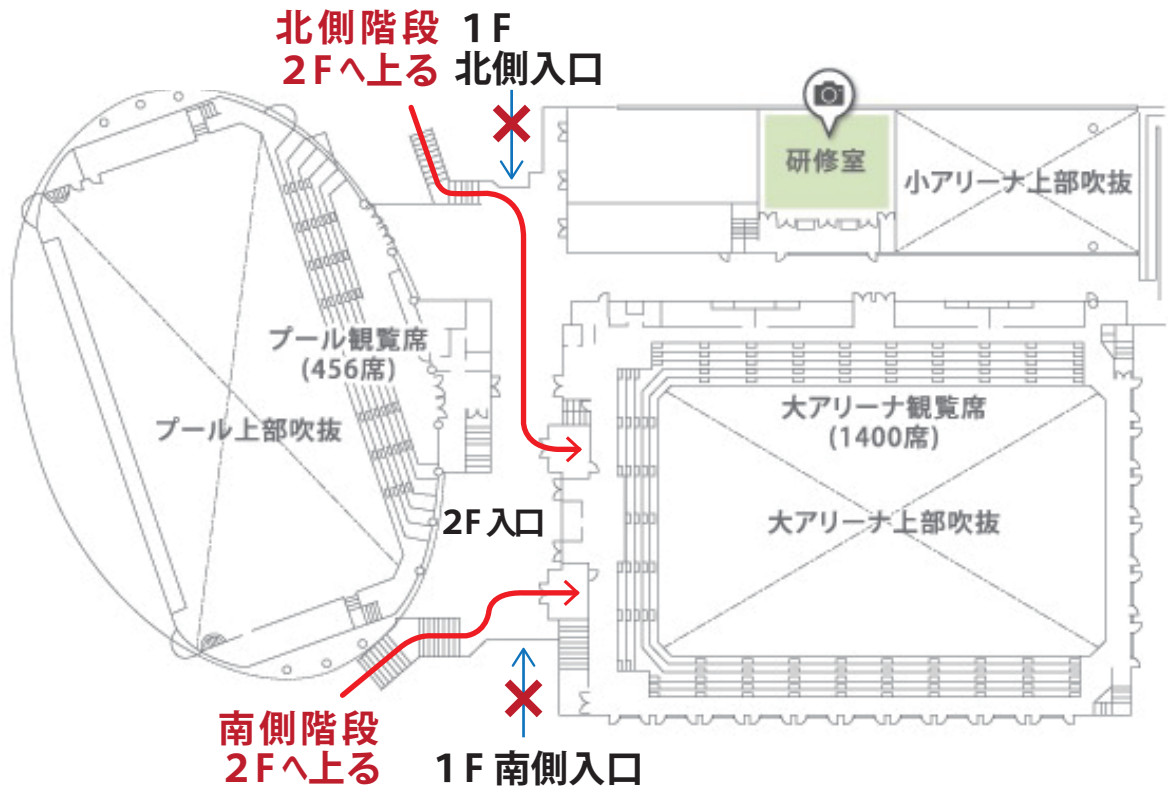 北側階段
2Fへ上る
1F
北側入口
研修室
小アリーナ上部吹抜
プール観覧席
(456席)
プール上部吹抜
大アリーナ観覧席
(1400席)
2F入口
大アリーナ上部吹抜
南側階段
2Fへ上る
1F南側入口